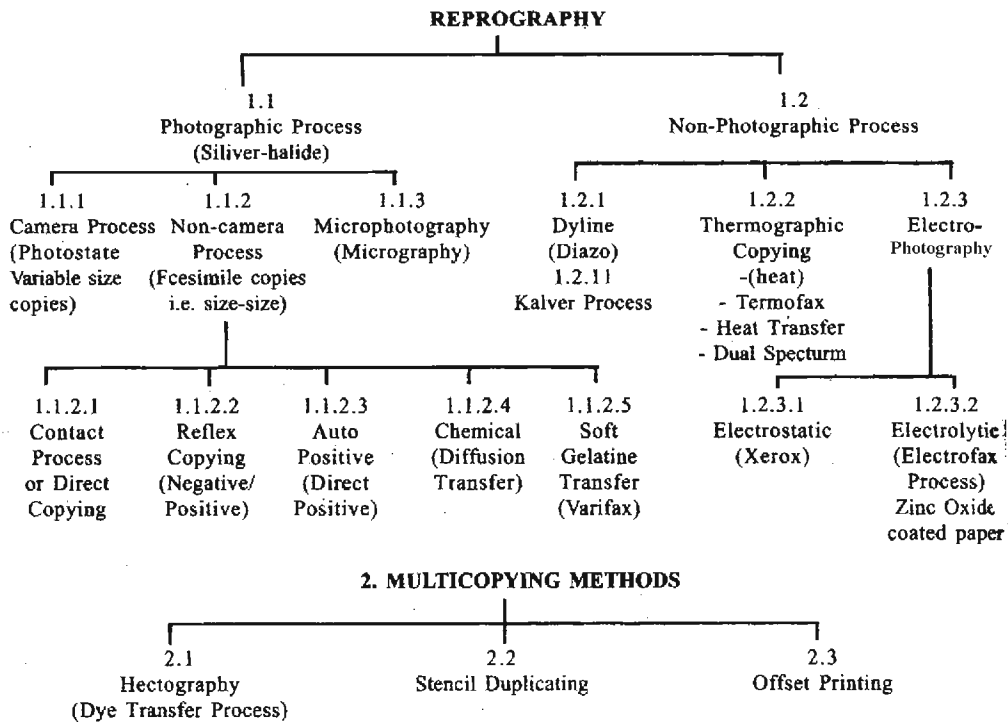 REPROGRAPHY
1.1
Photographic Process
(Siliver-halide)
1.2
Non-Photographic Process
1.1.1
Camera Process
(Photostate
Variable size
copies)
1.1.2
Non-camera
Process
(Fcesimile copies
i.e. size-size)
1.1.3
Microphotography
(Micrography)
1.2.1
Dyline
(Diazo)
1.2.11
Kalver Process
1.2.2
Thermographic
Copying
-(heat)
- Termofax
- Heat Transfer
- Dual Specturm
1.2.3
Electro-
Photography
1.1.2.1
Contact
Process
or Direct
Copying
1.1.2.2
Reflex
Copying
(Negative/
Positive)
1.1.2.3
Auto
Positive
(Direct
Positive)
1.1.2.4
Chemical
(Diffusion
Transfer)
1.1.2.5
Soft
Gelatine
Transfer
(Varifax)
1.2.3.1
Electrostatic
(Xerox)
1.2.3.2
Electrolytic
(Electrofax
Process)
Zinc Oxide
coated paper
2. MULTICOPYING METHODS
2.1
Hectography
(Dye Transfer Process)
2.2
Stencil Duplicating
2.3
Offset Printing